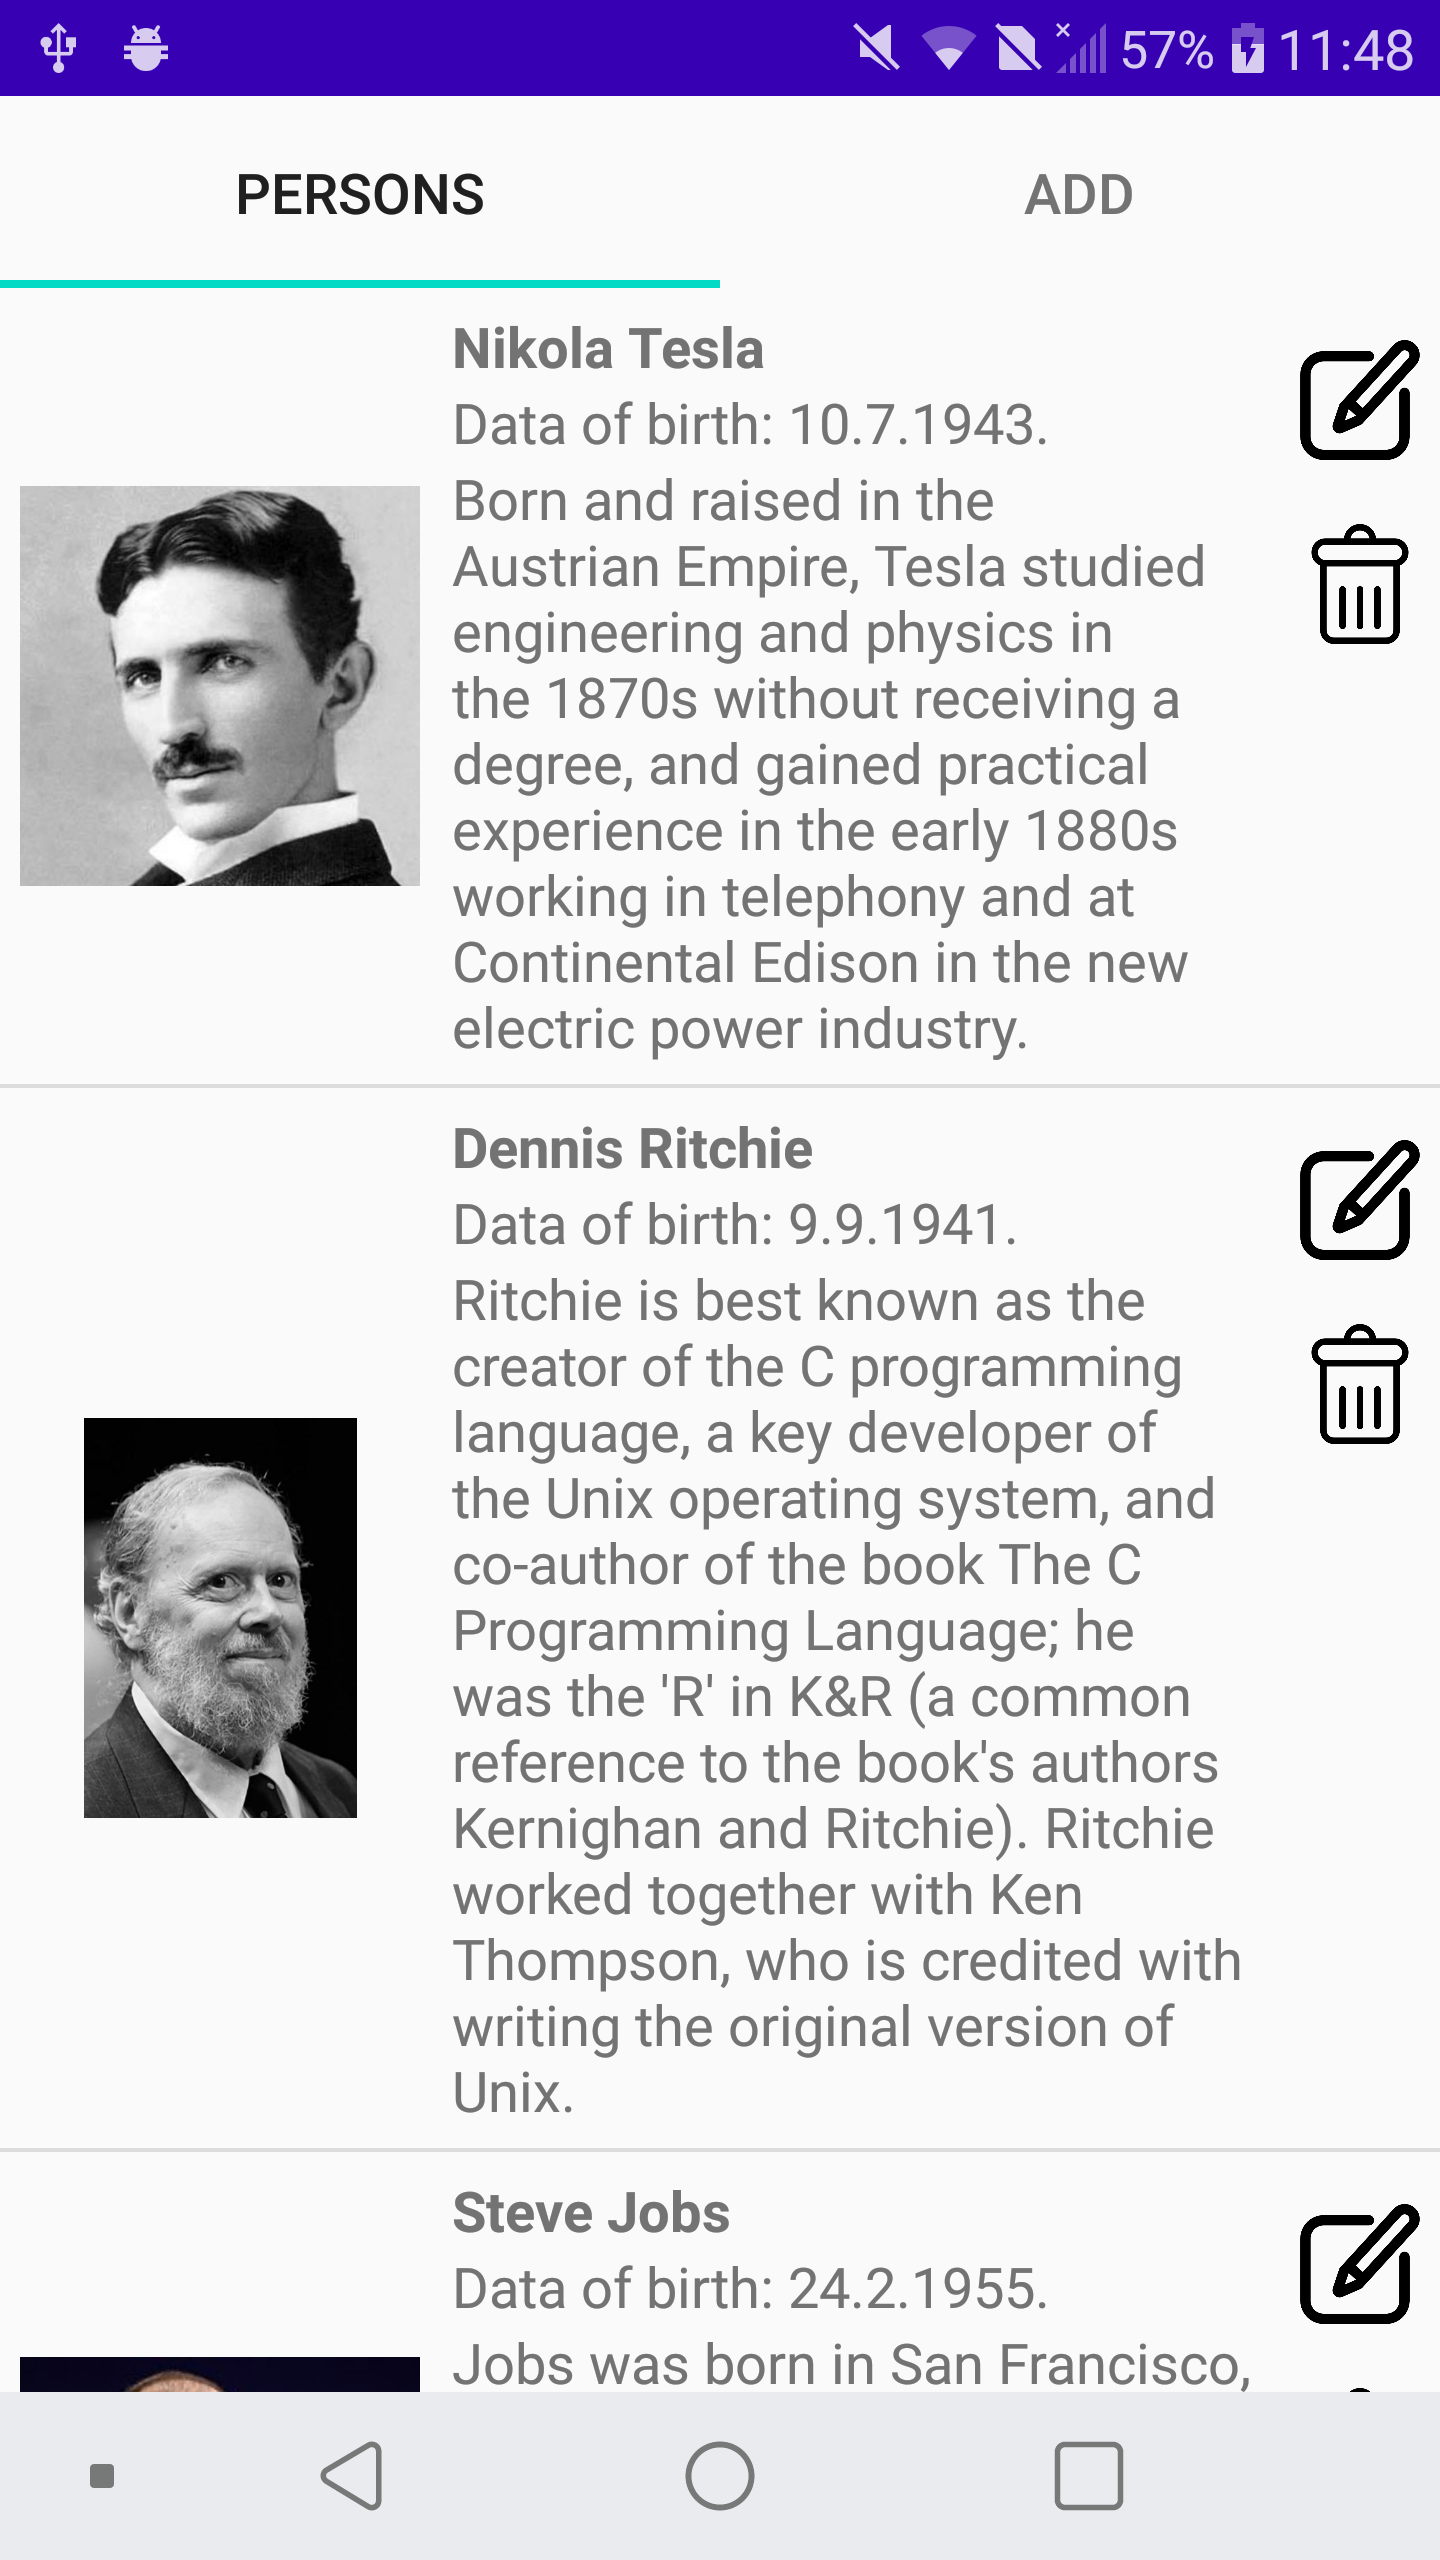 57% 11:48
PERSONS ADD
Nikola Tesla
Data of birth: 10.7.1943.
Born and raised in the
Austrian Empire, Tesla studied
engineering and physics in
the 1870s without receiving a
degree, and gained practical
experience in the early 1880s
working in telephony and at
Continental Edison in the new
electric power industry.
Dennis Ritchie
Data of birth: 9.9.1941.
Ritchie is best known as the
creator of the C programming
language, a key developer of
the Unix operating system, and
co-author of the book The C
Programming Language; he
was the 'R' in K&R (a common
reference to the book's authors
Kernighan and Ritchie). Ritchie
worked together with Ken
Thompson, who is credited with
writing the original version of
Unix.
Steve Jobs
Data of birth: 24.2.1955.
Jobs was born in San Francisco,